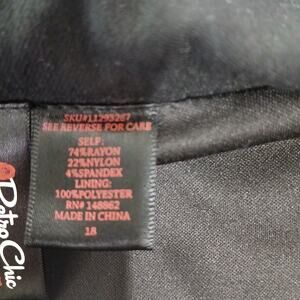 SKU#11293267
SEE REVERSE FOR CARE
SELF:
74%RAYON
22%NYLON
4%SPANDEX
LINING:
100%POLYESTER
RN# 148862
MADE IN CHINA
18
Retro Chic